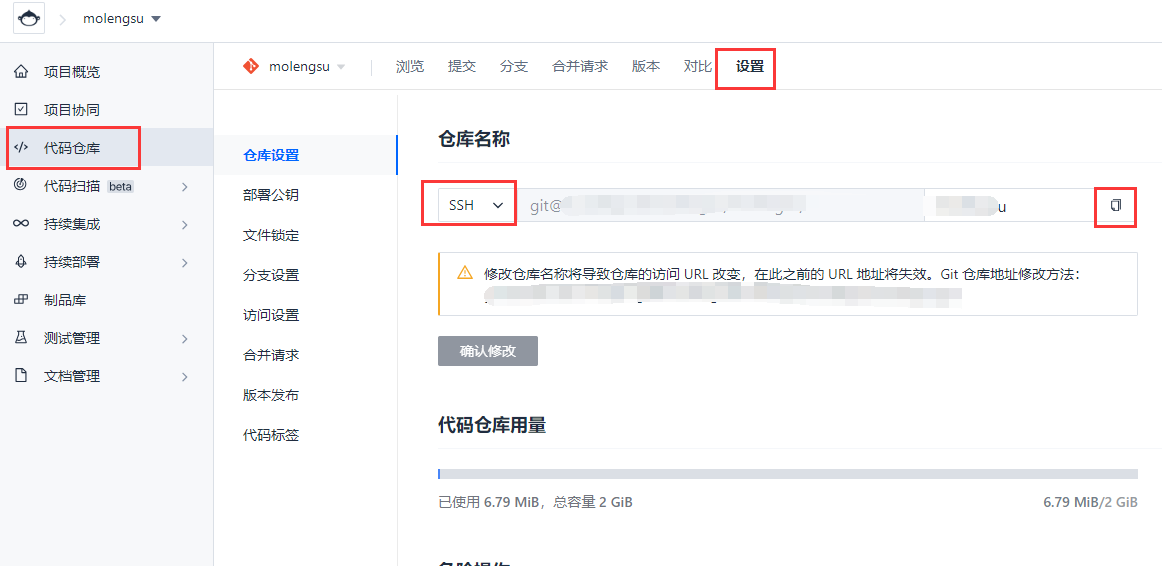 molengsu
项目概览
项目协同
代码仓库
代码扫描 beta
持续集成
持续部署
制品库
测试管理
文档管理
molengsu 浏览 提交 分支 合并请求 版本 对比 设置
仓库设置
部署公钥
文件锁定
分支设置
访问设置
合并请求
版本发布
代码标签
仓库名称
SSH git@ u
修改仓库名称将导致仓库的访问 URL 改变，在此之前的 URL 地址将失效。Git 仓库地址修改方法：
确认修改
代码仓库用量
已使用 6.79 MiB，总容量 2 GiB 6.79 MiB/2 GiB